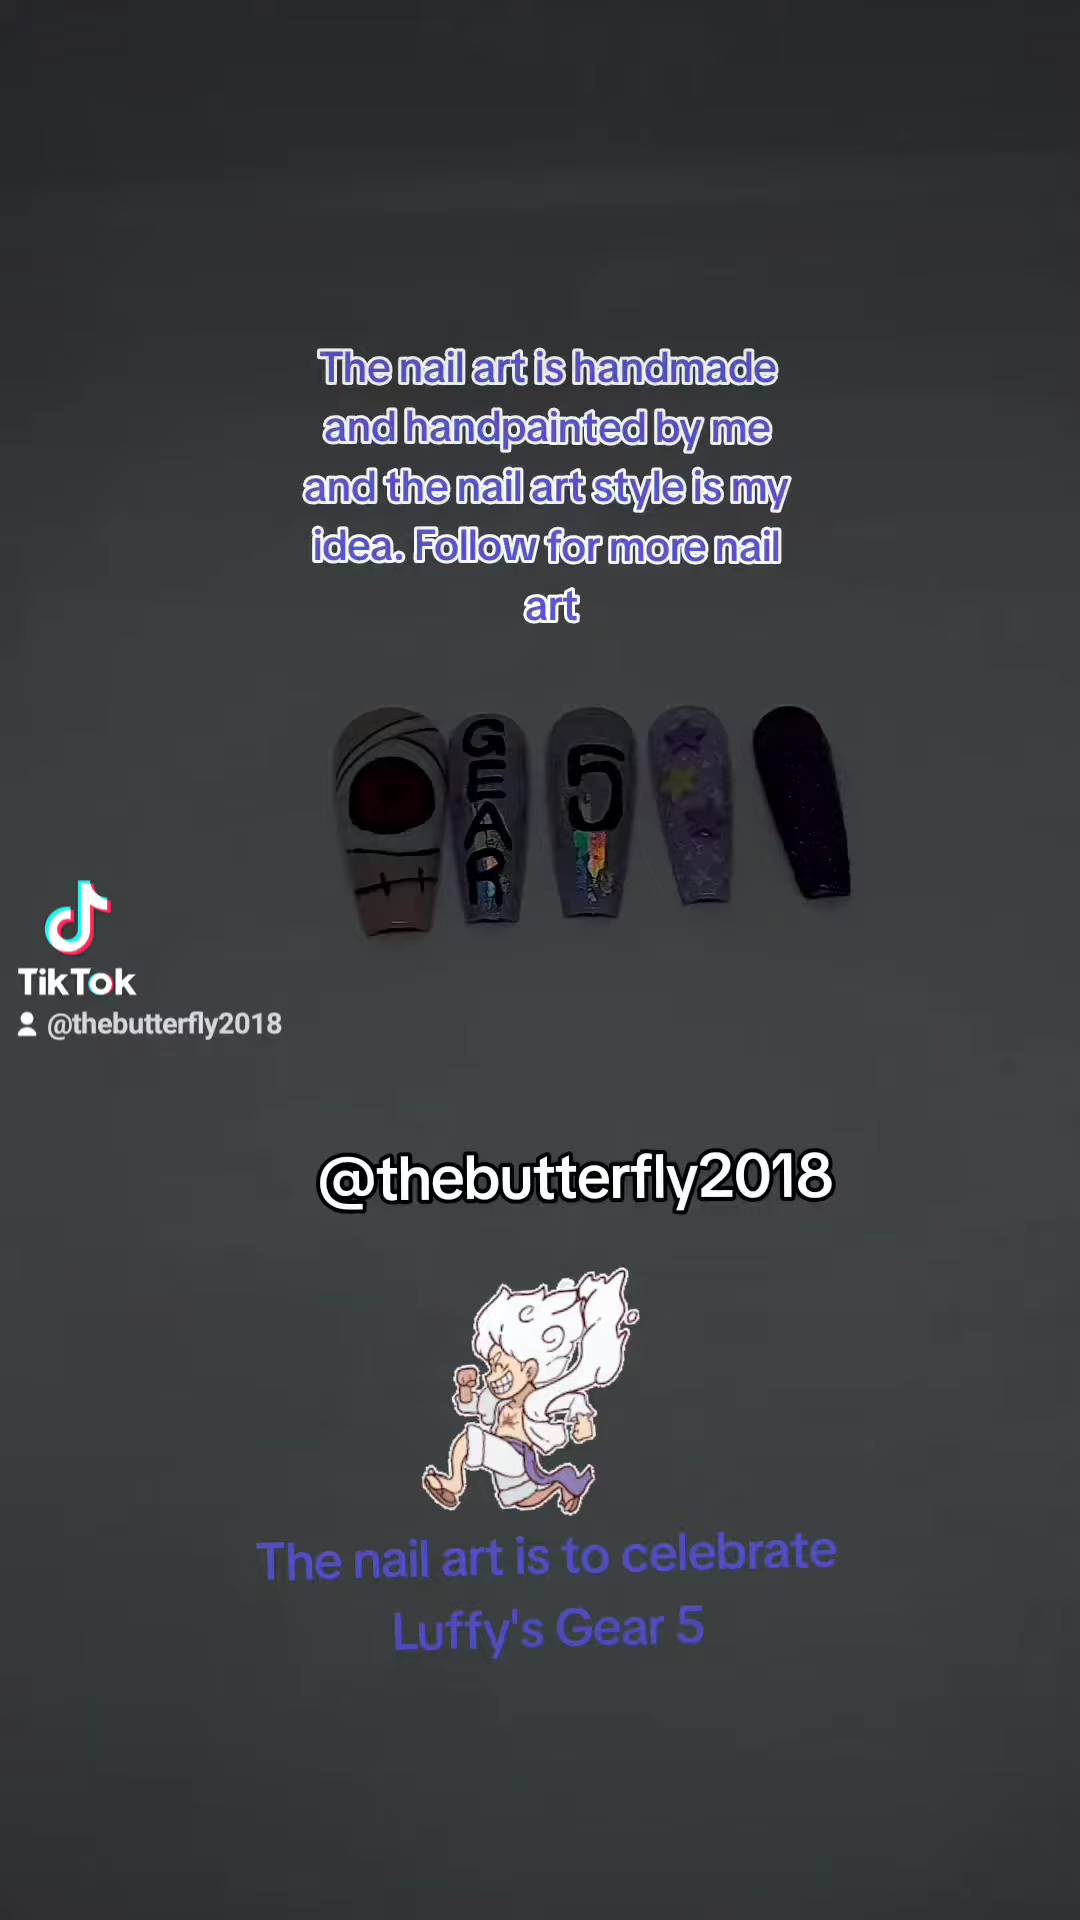 The nail art is handmade
and handpainted by me
and the nail art style is my
idea. Follow for more nail
art
GEAR
5
TikTok
@thebutterfly2018
@thebutterfly2018
The nail art is to celebrate
Luffy's Gear 5